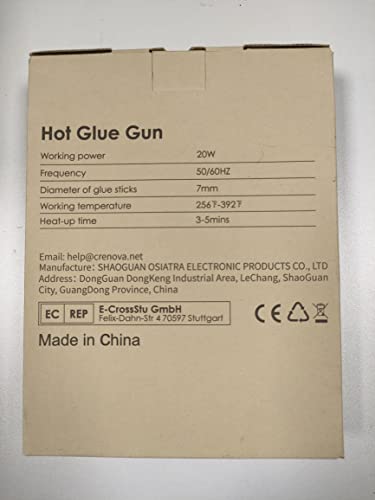 Hot Glue Gun
Working power 20W
Frequency 50/60HZ
Diameter of glue sticks 7mm
Working temperature 256℉-392℉
Heat-up time 3-5mins
Email: help@crenova.net
Manufacture: SHAOGUAN OSIATRA ELECTRONIC PRODUCTS CO., LTD
Address: DongGuan DongKeng Industrial Area, LeChang, ShaoGuan
City, GuangDong Province, China
EC REP E-CrossStu GmbH
Felix-Dahn-Str 4 70597 Stuttgart
CE
Made in China